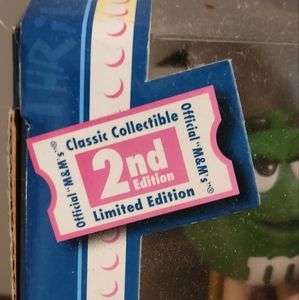 Classic Collectible
2nd
Edition
Limited Edition
Official "M&M's"®
Official "M&M's"®
m